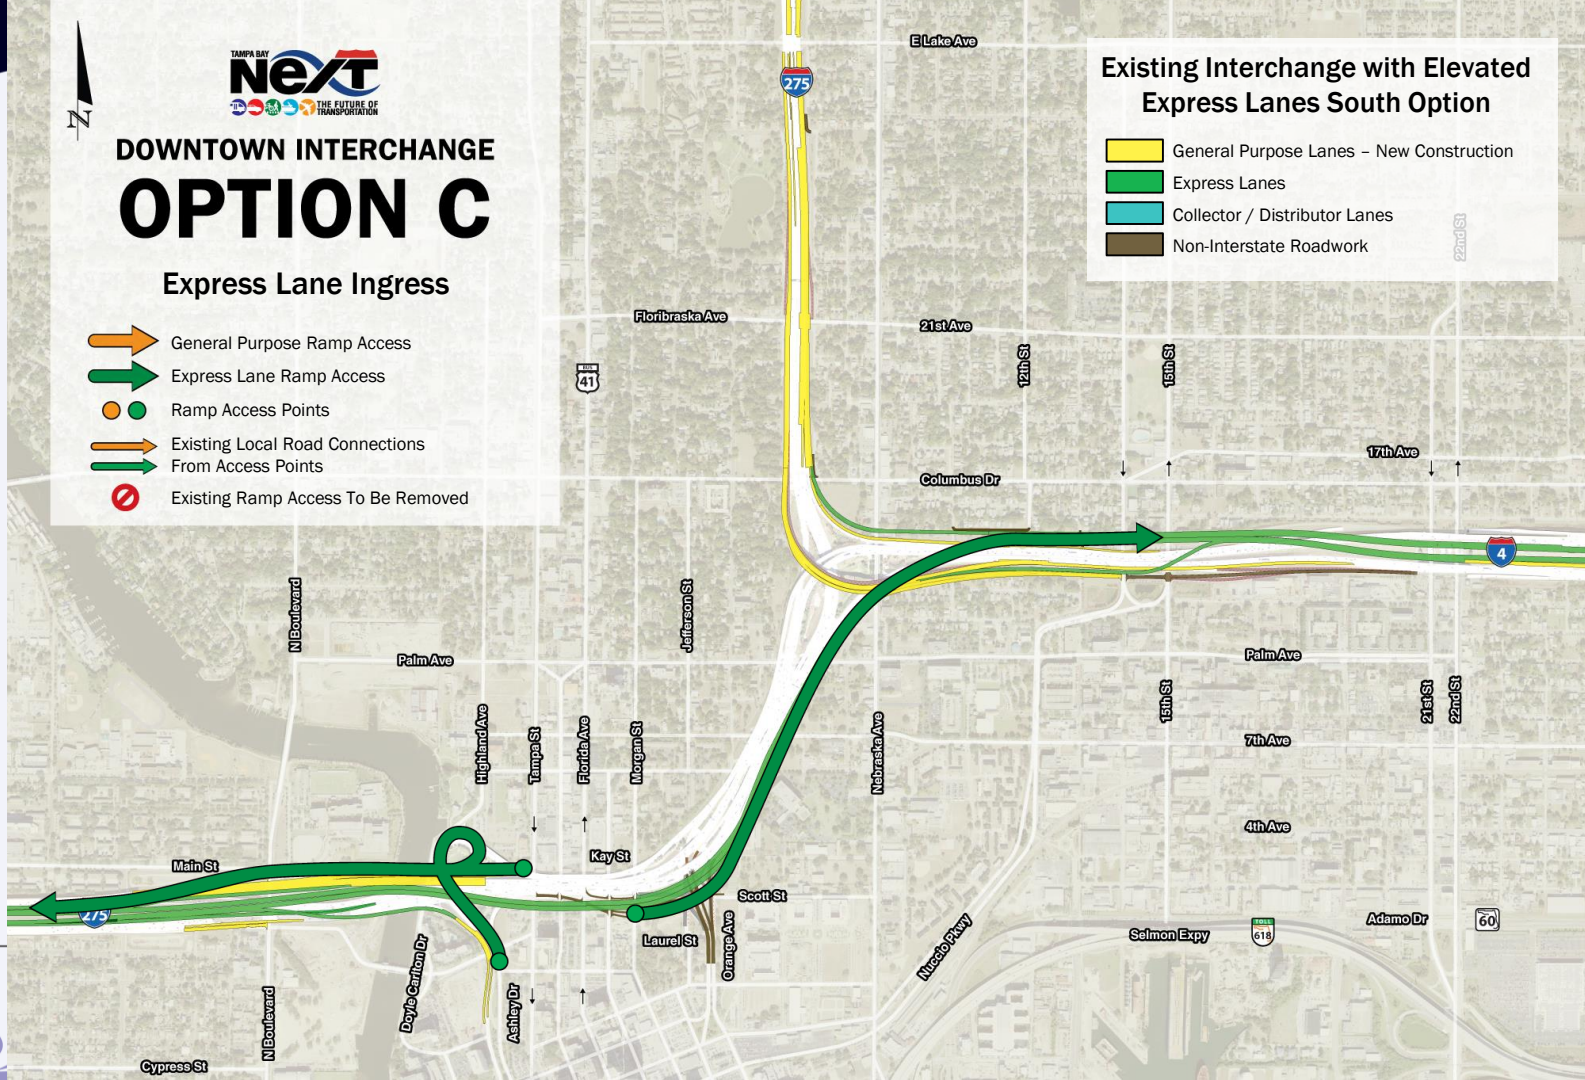 N
TAMPA BAY
NeXT
THE FUTURE OF
TRANSPORTATION
DOWNTOWN INTERCHANGE
OPTION C
Express Lane Ingress
General Purpose Ramp Access
Express Lane Ramp Access
Ramp Access Points
Existing Local Road Connections
From Access Points
Existing Ramp Access To Be Removed
Existing Interchange with Elevated
Express Lanes South Option
General Purpose Lanes – New Construction
Express Lanes
Collector / Distributor Lanes
Non-Interstate Roadwork
E Lake Ave
275
22nd St
Floribraska Ave
21st Ave
BUS
41
12th St
15th St
17th Ave
Columbus Dr
4
N Boulevard
Jefferson St
Palm Ave
Palm Ave
15th St
21st St
22nd St
Highland Ave
Tampa St
Florida Ave
Morgan St
Nebraska Ave
7th Ave
4th Ave
Main St
Kay St
Scott St
275
Laurel St
Orange Ave
Nuccio Pkwy
Selmon Expy
TOLL
618
Adamo Dr
60
Doyle Carlton Dr
Ashley Dr
N Boulevard
Cypress St